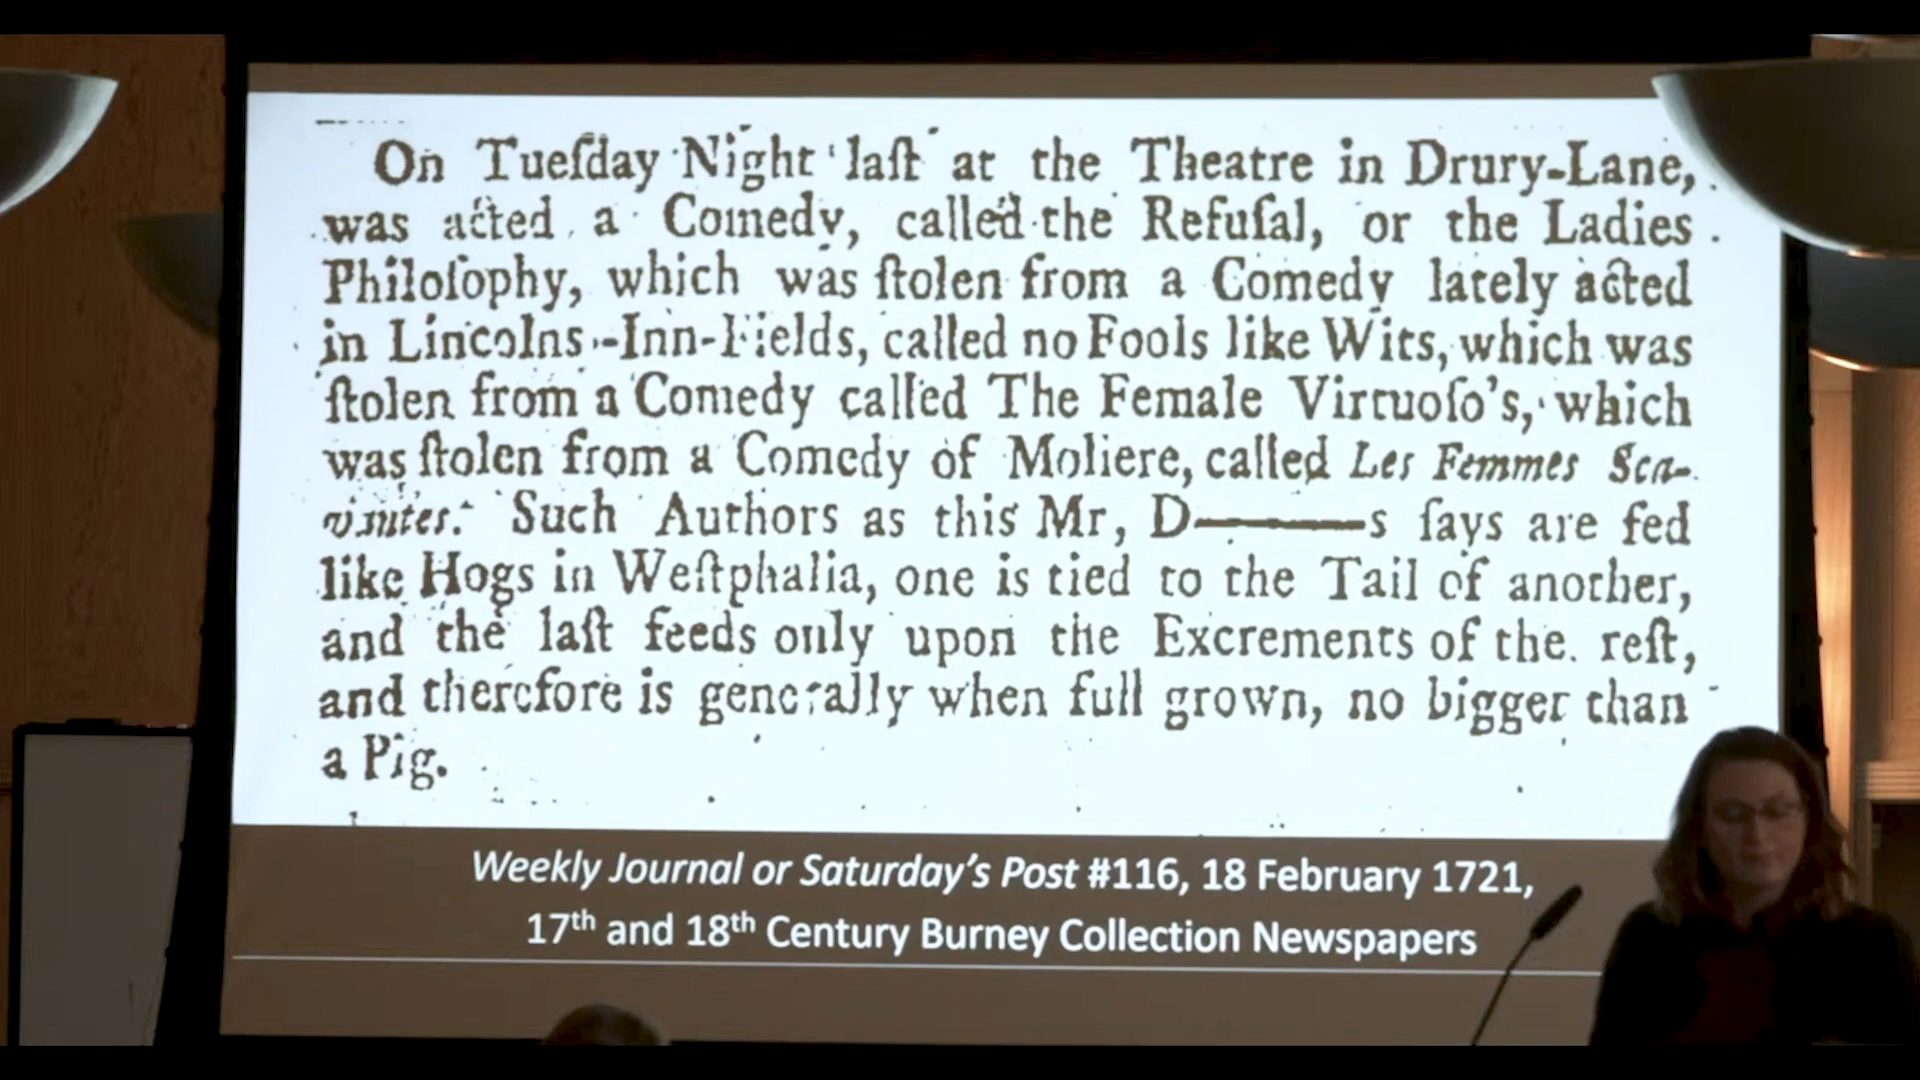 On Tueſday Night laſt at the Theatre in Drury-Lane,
was acted a Comedy, called the Refuſal, or the Ladies
Philoſophy, which was ſtolen from a Comedy lately acted
in Lincolns-Inn-Fields, called no Fools like Wits, which was
ſtolen from a Comedy called The Female Virtuoſo's, which
was ſtolen from a Comedy of Moliere, called Les Femmes Sca-
vantes. Such Authors as this Mr, D———s ſays are fed
like Hogs in Weſtphalia, one is tied to the Tail of another,
and the laſt feeds only upon the Excrements of the. reſt,
and therefore is generally when full grown, no bigger than
a Pig.
Weekly Journal or Saturday's Post #116, 18 February 1721,
17th and 18th Century Burney Collection Newspapers